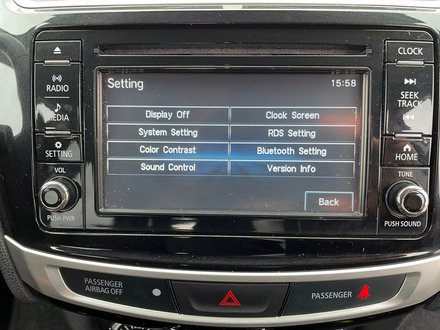 CLOCK
RADIO
MEDIA
SETTING
VOL
PUSH PWR
Setting 15:58
Display Off Clock Screen
System Setting RDS Setting
Color Contrast Bluetooth Setting
Sound Control Version Info
Back
SEEK
TRACK
HOME
TUNE
PUSH SOUND
PASSENGER
AIRBAG OFF
PASSENGER